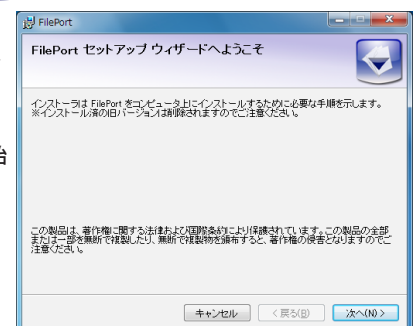 FilePort
FilePort セットアップ ウィザードへようこそ
インストーラは FilePort をコンピュータ上にインストールするために必要な手順を示します。
※インストール済の旧バージョンは削除されますのでご注意ください。
始
この製品は、著作権に関する法律および国際条約により保護されています。この製品の全部
または一部を無断で複製したり、無断で複製物を頒布すると、著作権の侵害となりますのでご
注意ください。
キャンセル
< 戻る(B)
次へ(N) >